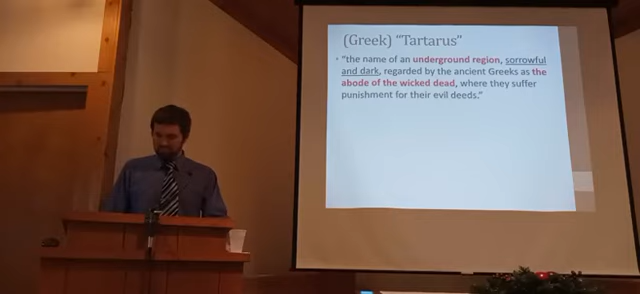 (Greek) "Tartarus"
• "the name of an underground region, sorrowful
and dark, regarded by the ancient Greeks as the
abode of the wicked dead, where they suffer
punishment for their evil deeds."